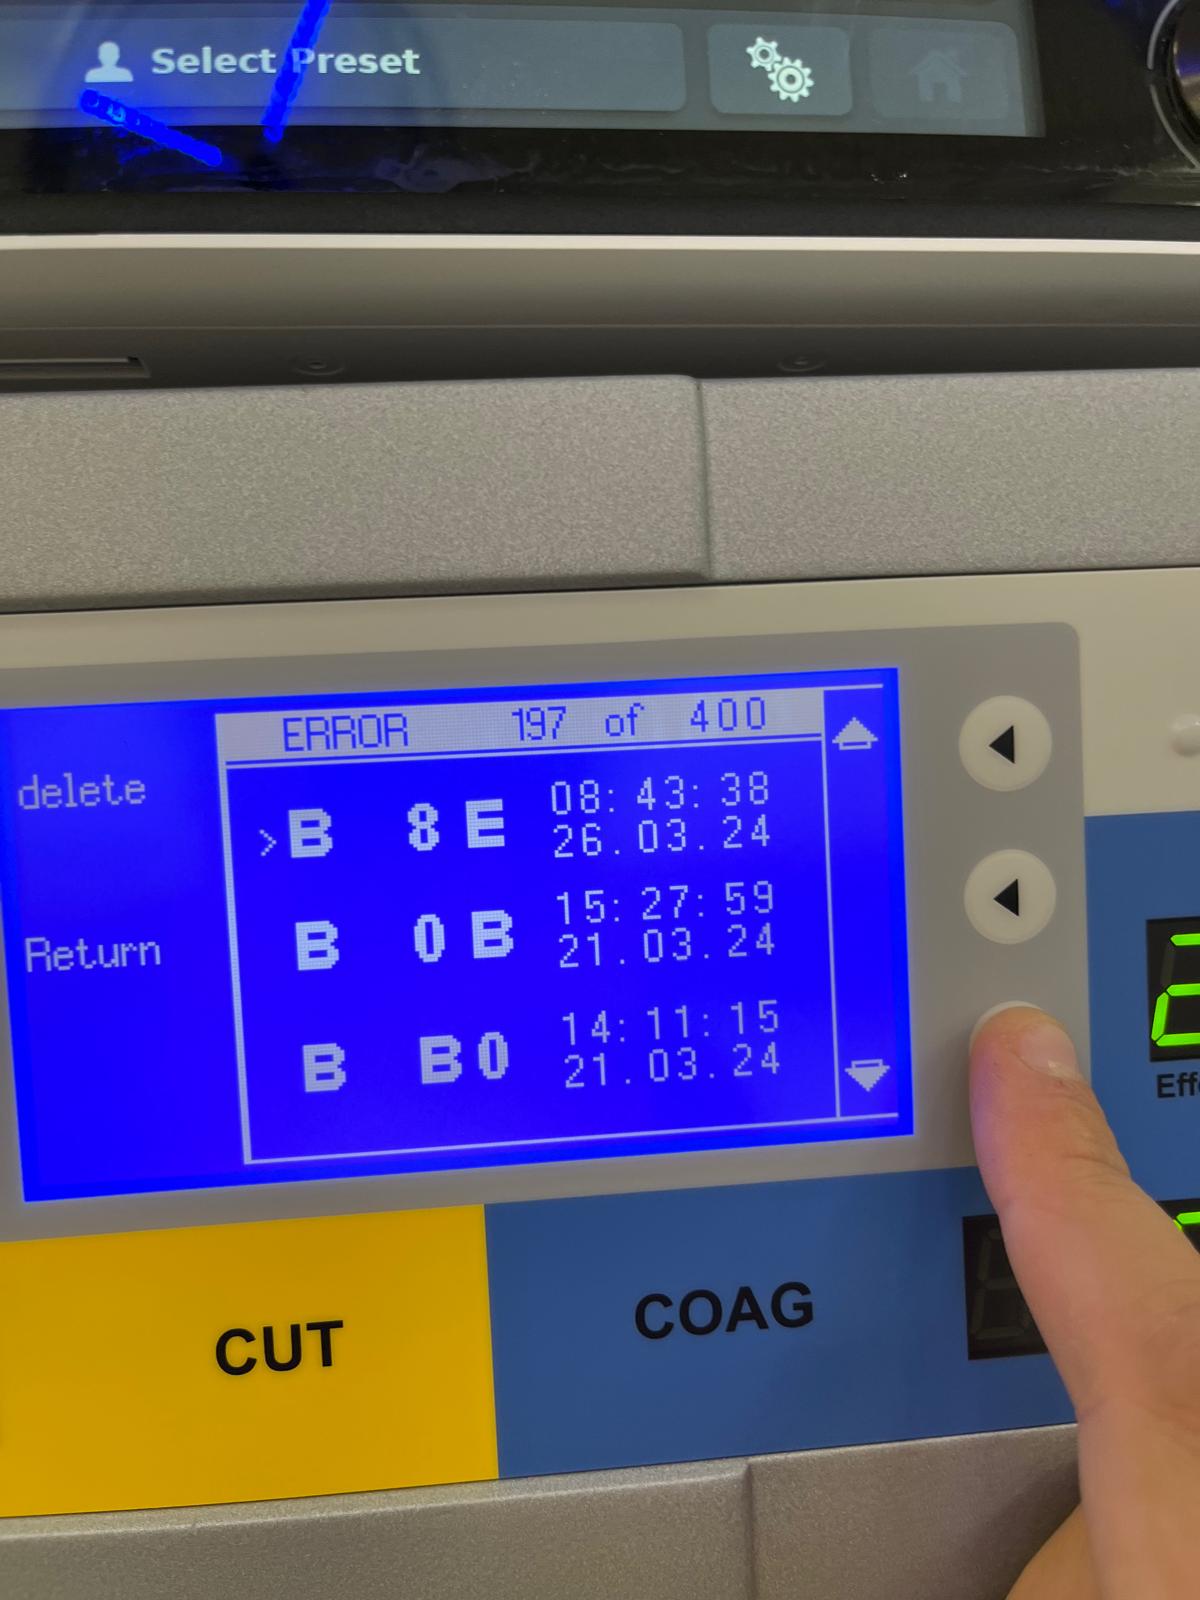 Select Preset
ERROR 197 of 400
delete
>B 8E 08:43:38
26.03.24
B 0B 15:27:59
21.03.24
Return
B B0 14:11:15
21.03.24
CUT
COAG